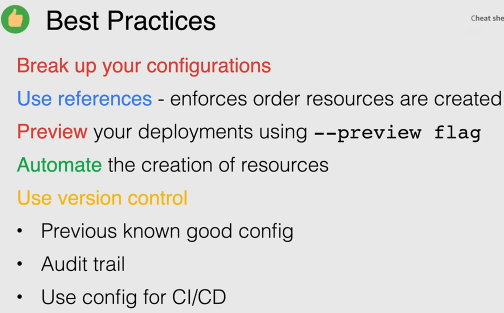 Best Practices
Cheat she
Break up your configurations
Use references - enforces order resources are created
Preview your deployments using --preview flag
Automate the creation of resources
Use version control
• Previous known good config
• Audit trail
• Use config for CI/CD